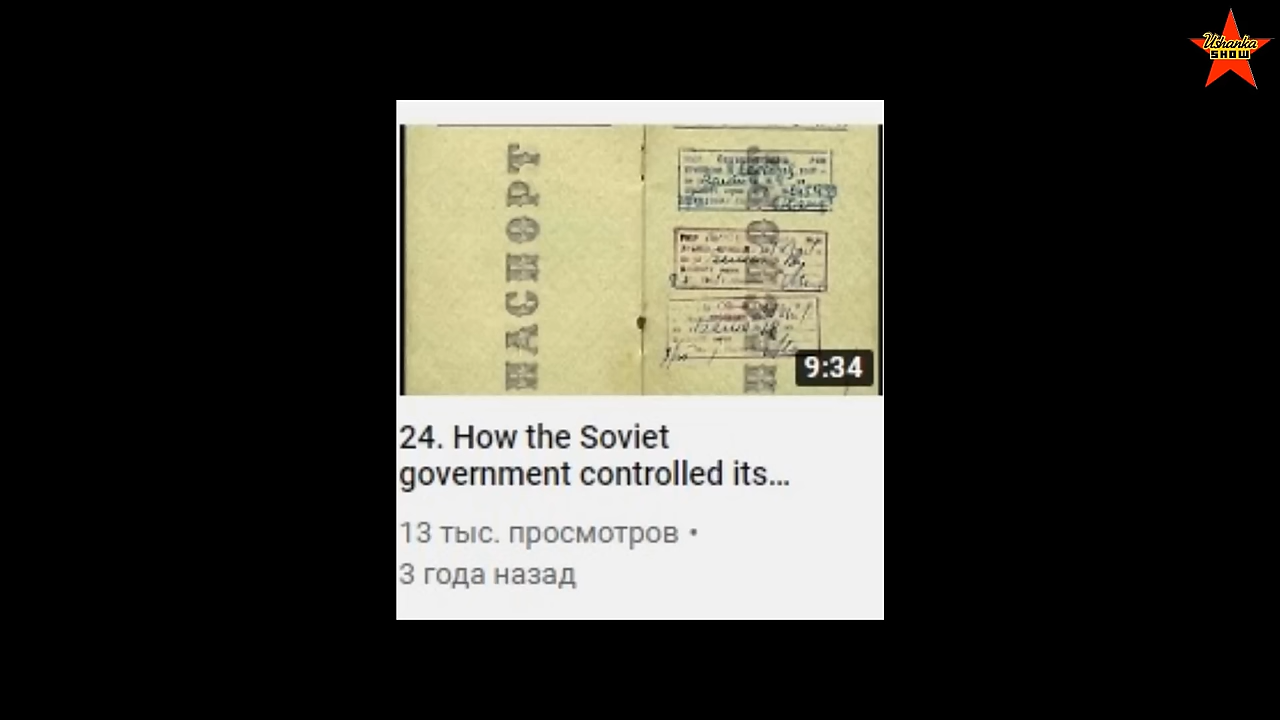 Ushanka
SHOW
ПАСПОРТ
9:34
24. How the Soviet
government controlled its...
13 тыс. просмотров •
3 года назад